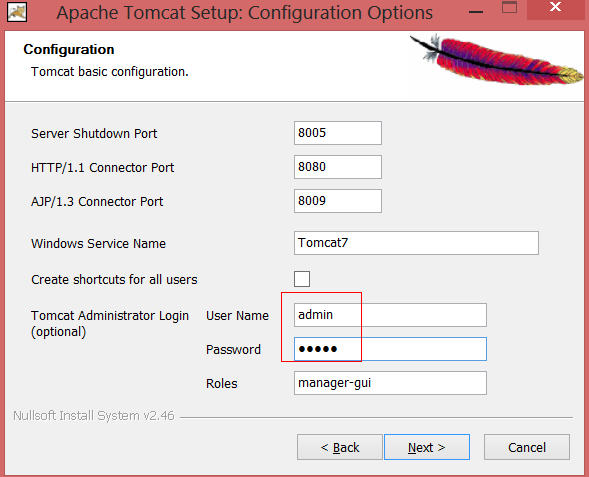 Apache Tomcat Setup: Configuration Options
Configuration
Tomcat basic configuration.
Server Shutdown Port 8005
HTTP/1.1 Connector Port 8080
AJP/1.3 Connector Port 8009
Windows Service Name Tomcat7
Create shortcuts for all users
Tomcat Administrator Login (optional)
User Name admin
Password ●●●●●
Roles manager-gui
Nullsoft Install System v2.46
< Back Next > Cancel